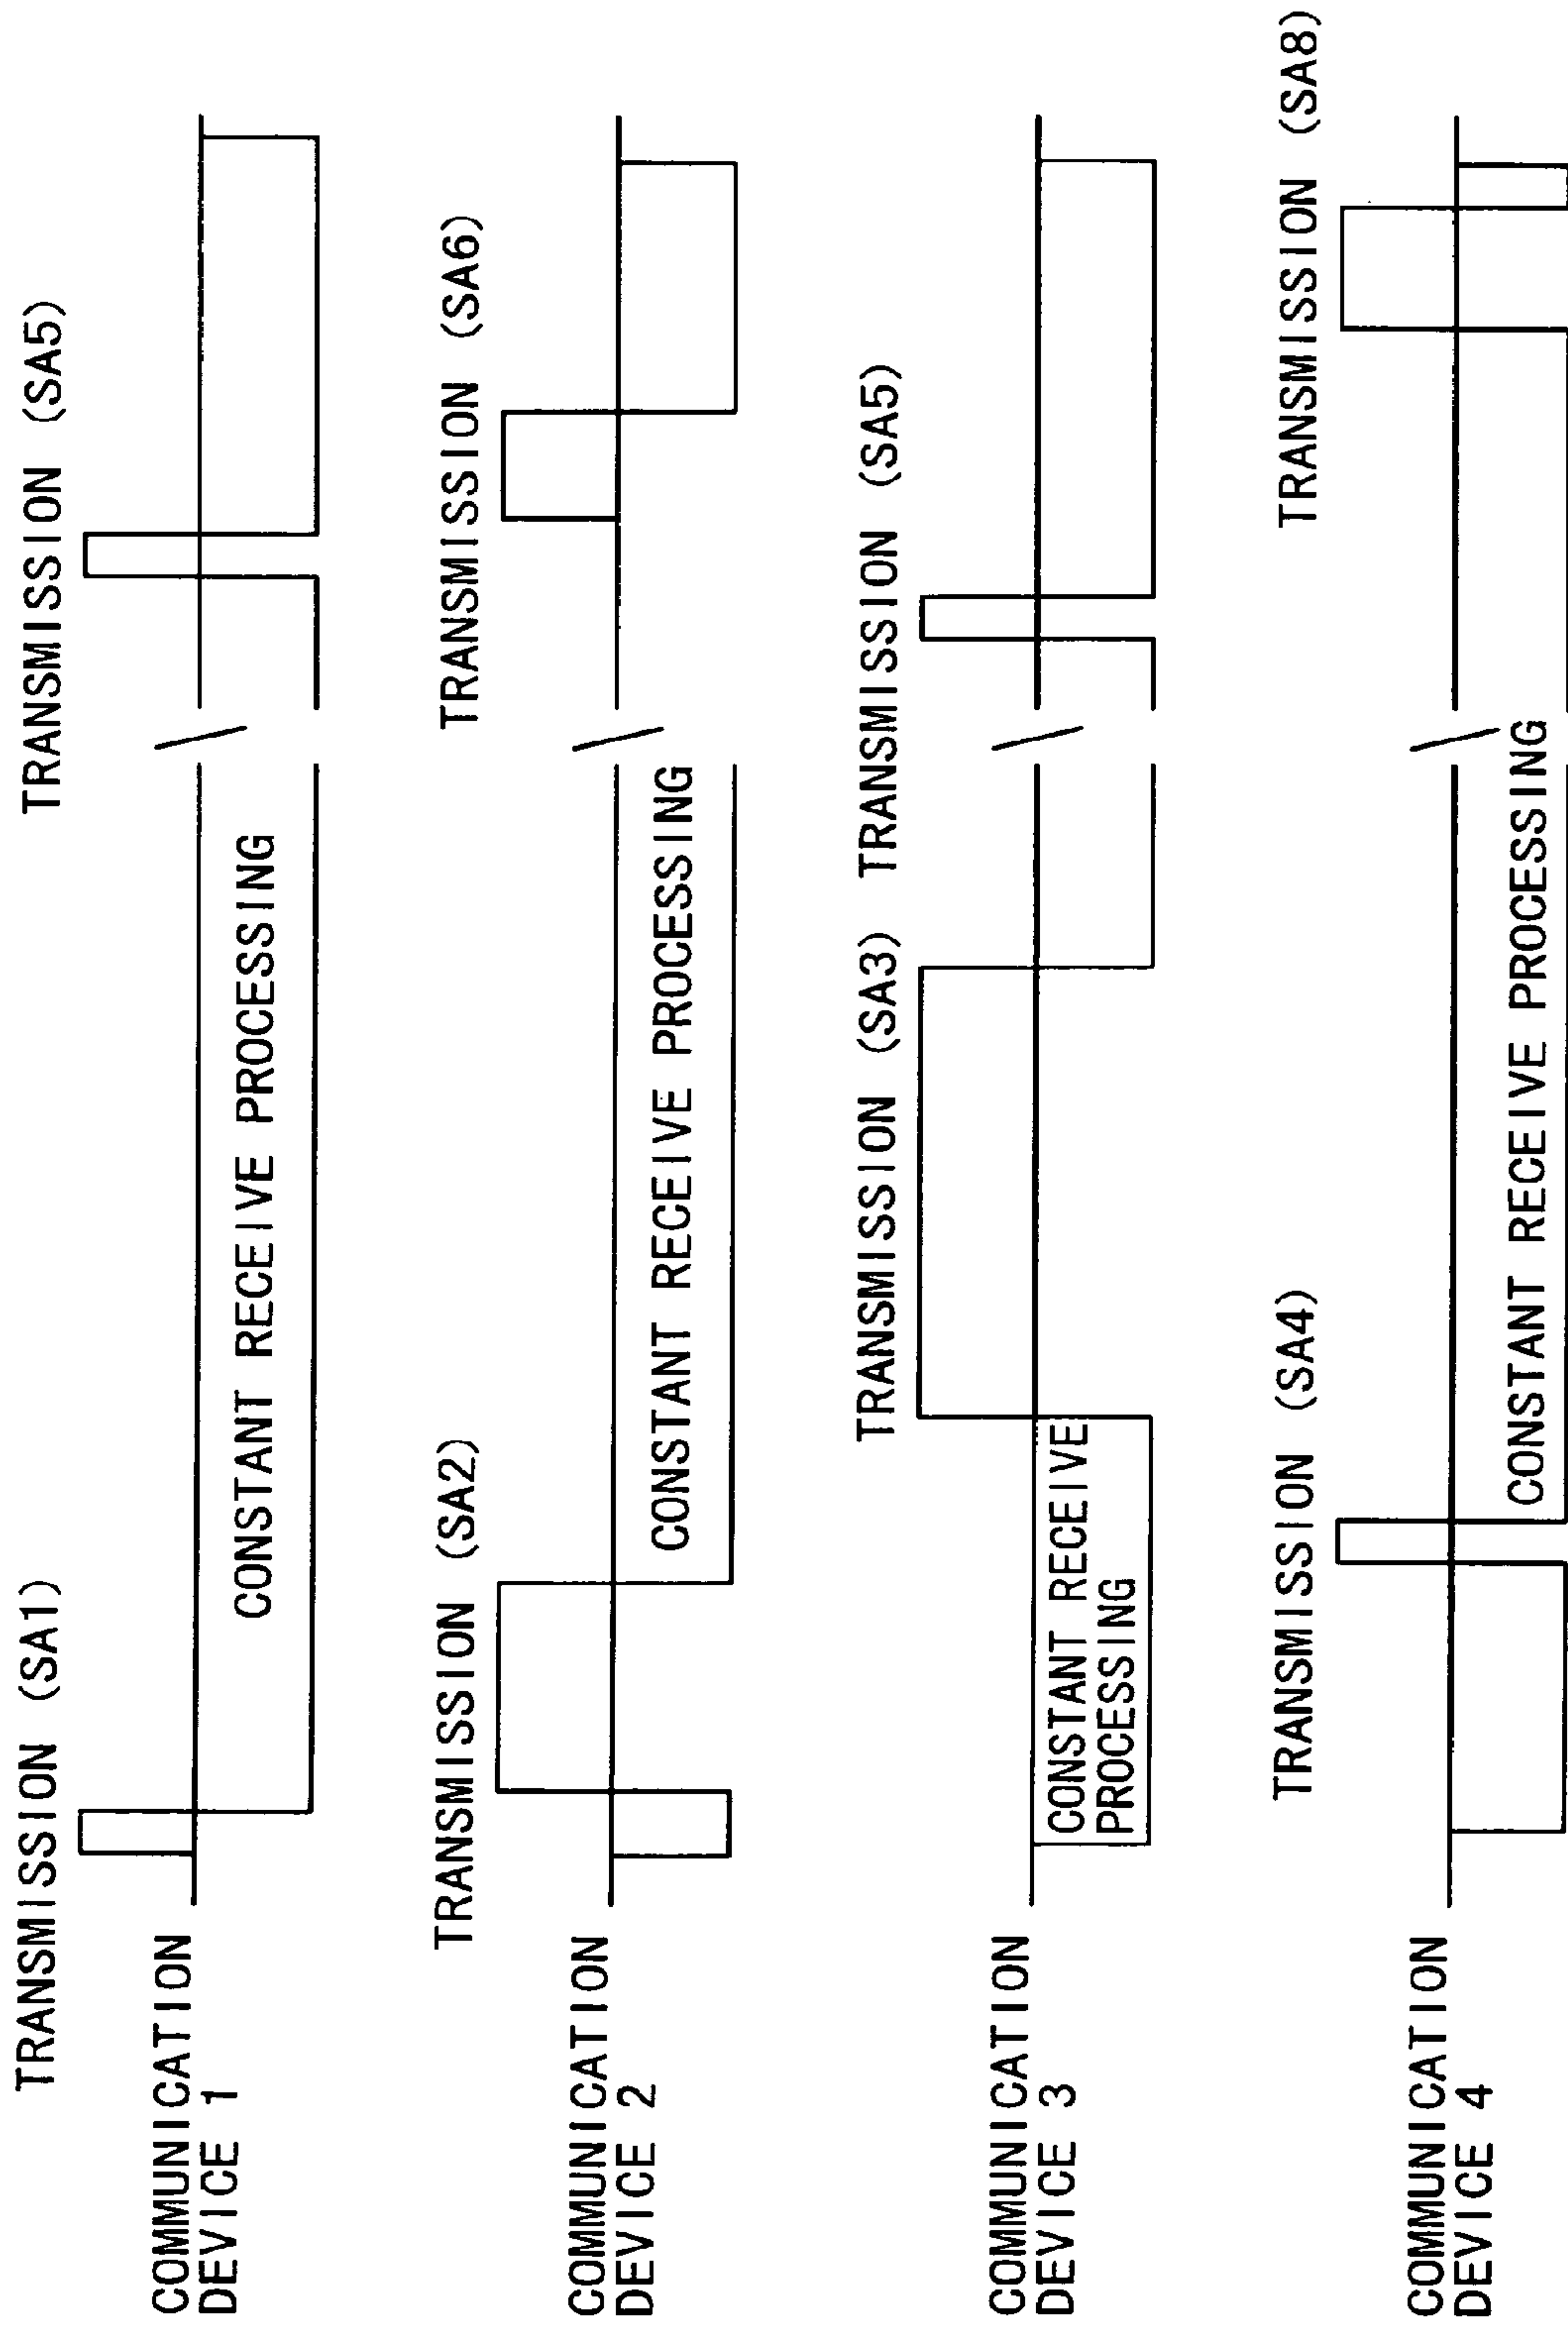 TRANSMISSION (SA1)
TRANSMISSION (SA5)
COMMUNICATION
DEVICE 1
CONSTANT RECEIVE PROCESSING
TRANSMISSION (SA2)
TRANSMISSION (SA6)
COMMUNICATION
DEVICE 2
CONSTANT RECEIVE PROCESSING
TRANSMISSION (SA3)
TRANSMISSION (SA5)
COMMUNICATION
DEVICE 3
CONSTANT RECEIVE
PROCESSING
TRANSMISSION (SA4)
TRANSMISSION (SA8)
COMMUNICATION
DEVICE 4
CONSTANT RECEIVE PROCESSING